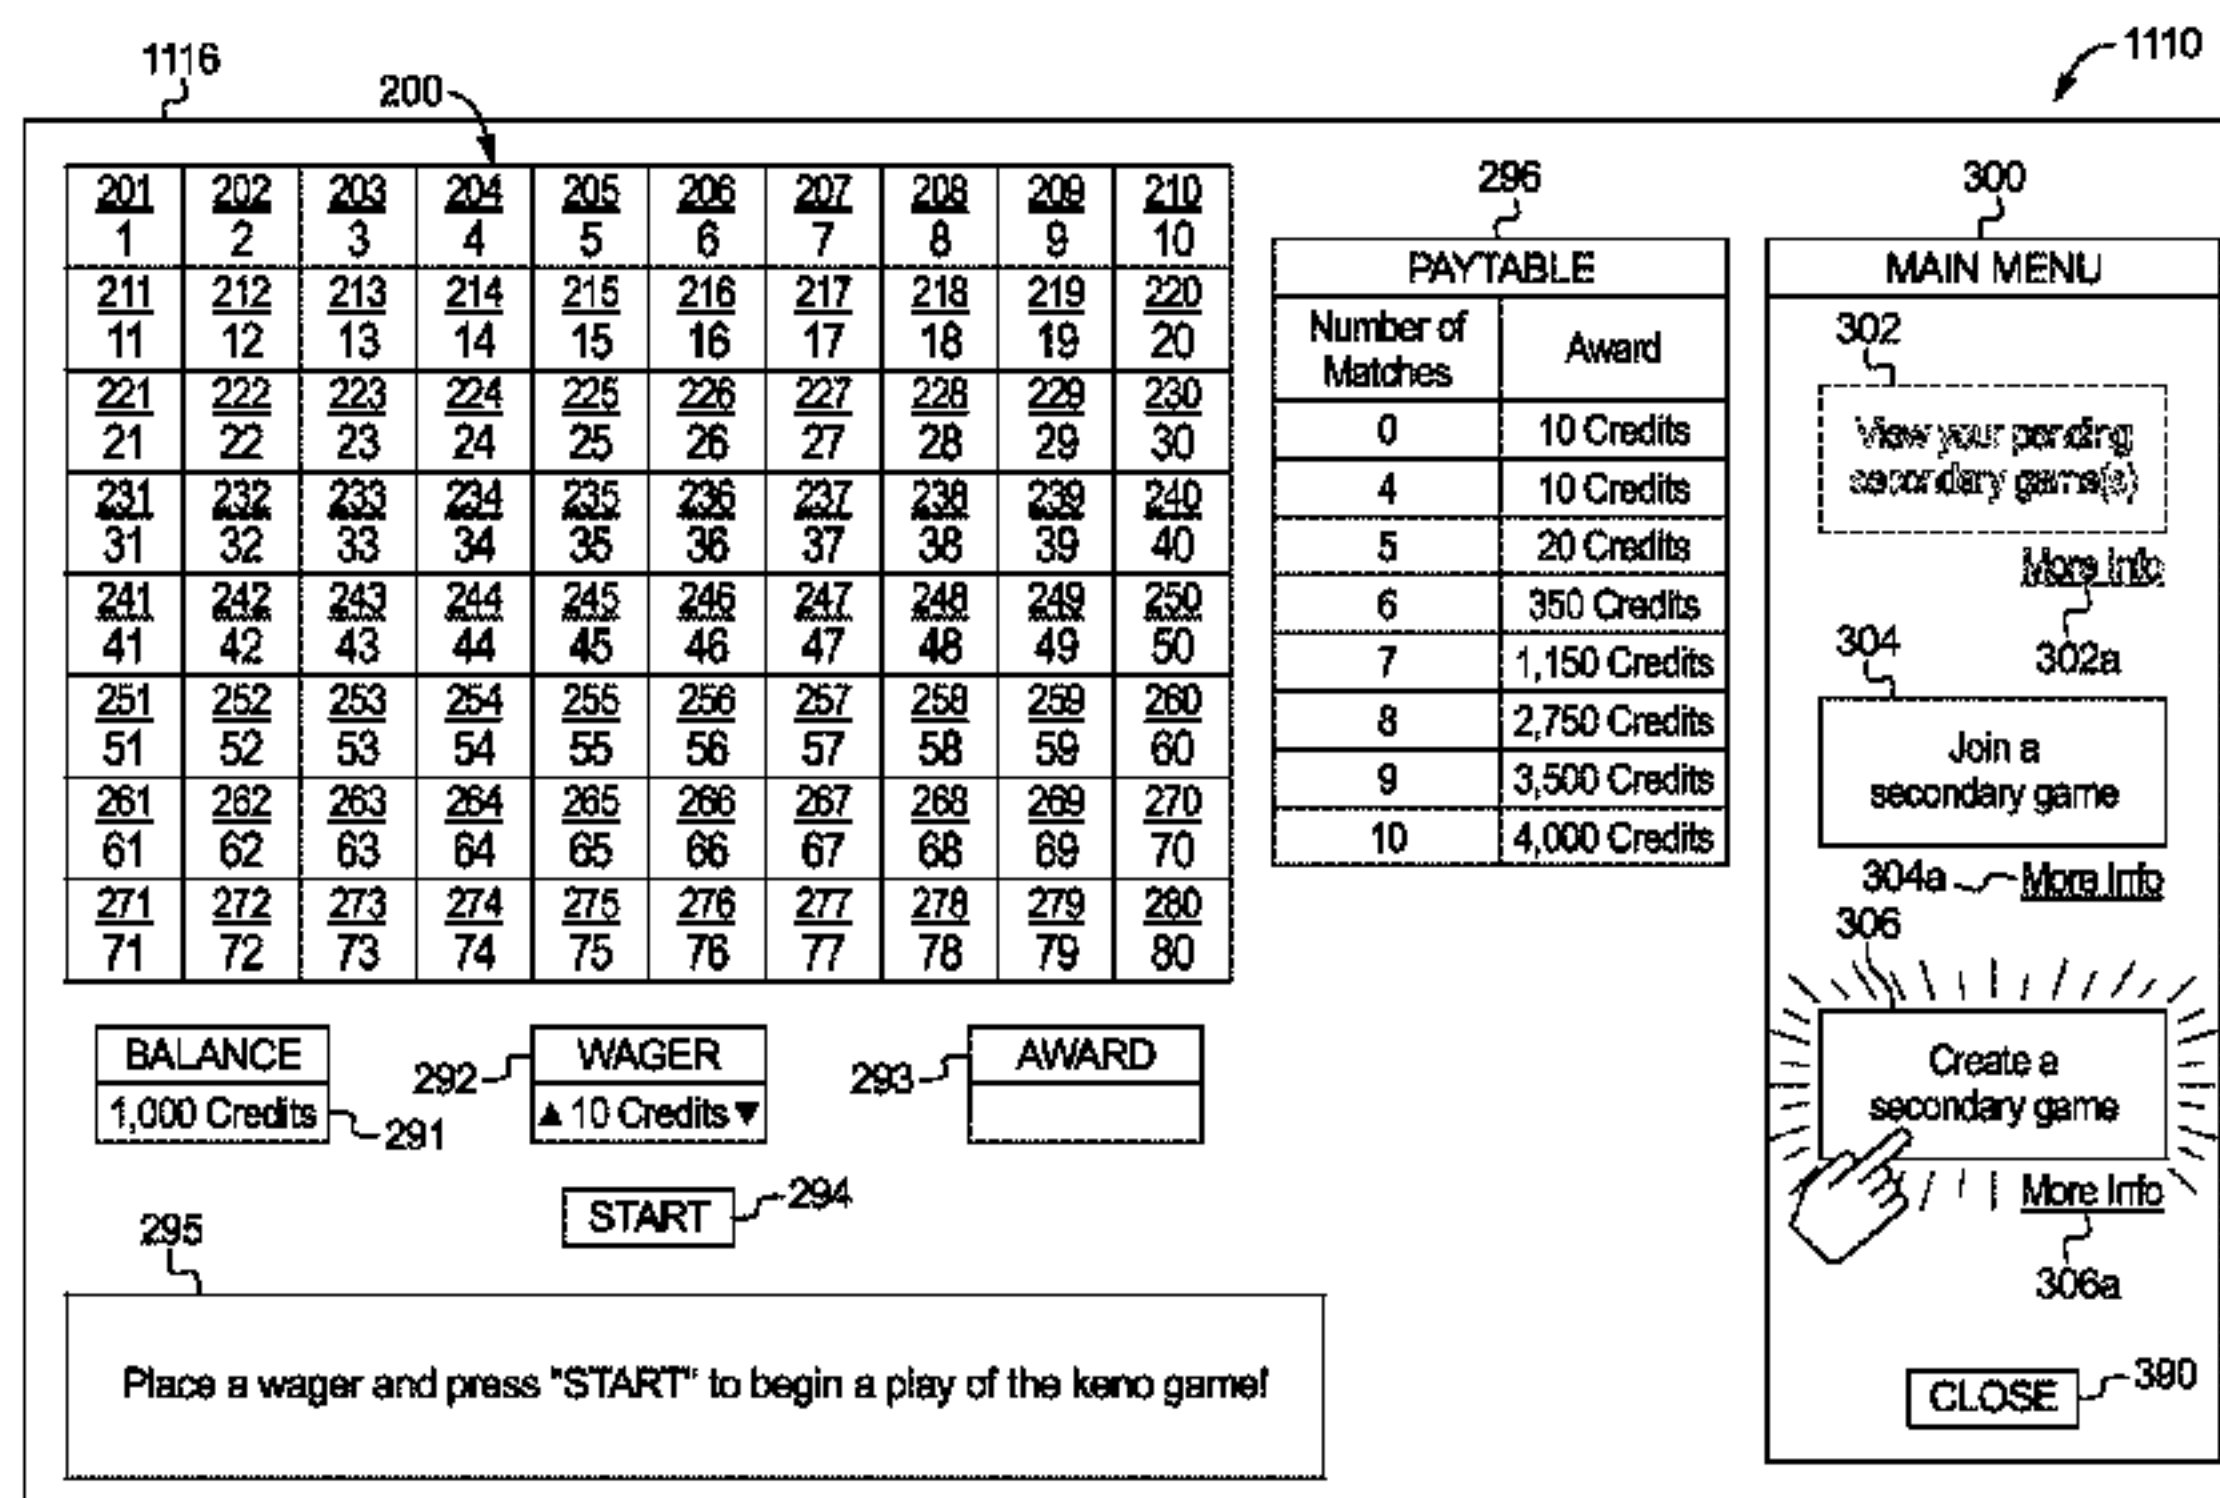 1116
200
1110
201 202 203 204 205 206 207 208 209 210
1 2 3 4 5 6 7 8 9 10
211 212 213 214 215 216 217 218 219 220
11 12 13 14 15 16 17 18 19 20
221 222 223 224 225 226 227 228 229 230
21 22 23 24 25 26 27 28 29 30
231 232 233 234 235 236 237 238 239 240
31 32 33 34 35 36 37 38 39 40
241 242 243 244 245 246 247 248 249 250
41 42 43 44 45 46 47 48 49 50
251 252 253 254 255 256 257 258 259 260
51 52 53 54 55 56 57 58 59 60
261 262 263 264 265 266 267 268 269 270
61 62 63 64 65 66 67 68 69 70
271 272 273 274 275 276 277 278 279 280
71 72 73 74 75 76 77 78 79 80
BALANCE
1,000 Credits
291
292
WAGER
▲ 10 Credits ▼
293
AWARD
START
294
295
Place a wager and press "START" to begin a play of the keno game!
296
PAYTABLE
Number of
Matches
Award
0 10 Credits
4 10 Credits
5 20 Credits
6 350 Credits
7 1,150 Credits
8 2,750 Credits
9 3,500 Credits
10 4,000 Credits
300
MAIN MENU
302
View your pending
secondary game(s)
More Info
302a
304
Join a
secondary game
304a
More Info
306
Create a
secondary game
More Info
306a
CLOSE
390